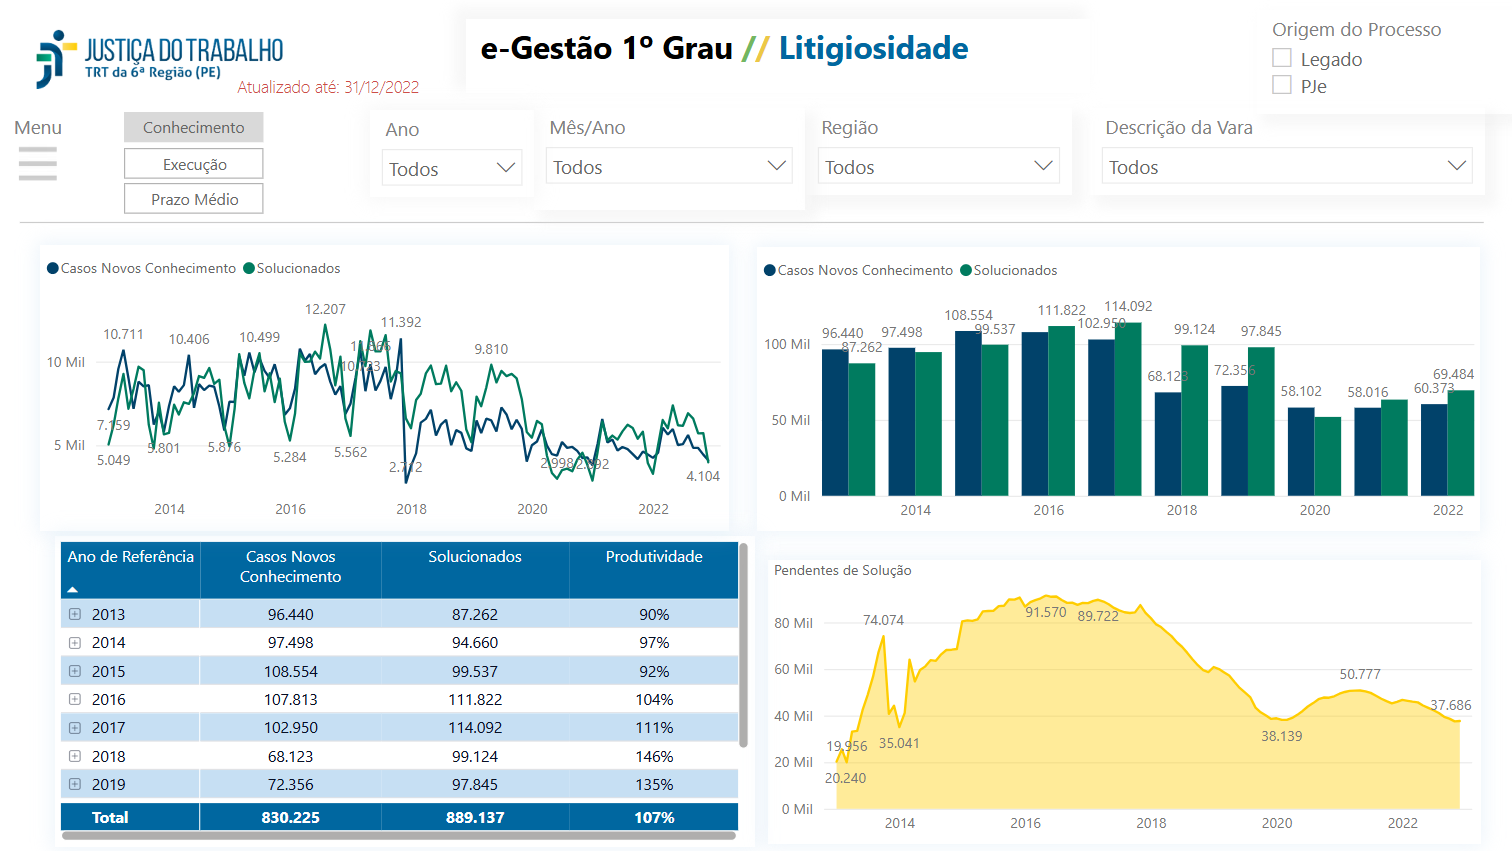 JUSTIÇA DO TRABALHO
TRT da 6ª Região (PE)
Atualizado até: 31/12/2022
e-Gestão 1º Grau // Litigiosidade
Origem do Processo
Legado
PJe
Menu
Conhecimento
Execução
Prazo Médio
Ano
Todos
Mês/Ano
Todos
Região
Todos
Descrição da Vara
Todos
Casos Novos Conhecimento Solucionados
10 Mil
5 Mil
10.711
10.406
10.499
12.207
11.392
9.810
7.159
5.049
5.801
5.876
5.284
5.562
2.712
4.104
2014 2016 2018 2020 2022
Casos Novos Conhecimento Solucionados
100 Mil
50 Mil
0 Mil
96.440
87.262
97.498
108.554
99.537
111.822
102.950
114.092
68.123
99.124
72.356
97.845
58.102
58.016
60.373
69.484
2014 2016 2018 2020 2022
Ano de Referência Casos Novos Conhecimento Solucionados Produtividade
2013 96.440 87.262 90%
2014 97.498 94.660 97%
2015 108.554 99.537 92%
2016 107.813 111.822 104%
2017 102.950 114.092 111%
2018 68.123 99.124 146%
2019 72.356 97.845 135%
Total 830.225 889.137 107%
Pendentes de Solução
80 Mil
60 Mil
40 Mil
20 Mil
0 Mil
74.074
91.570
89.722
50.777
37.686
19.956
35.041
38.139
20.240
2014 2016 2018 2020 2022